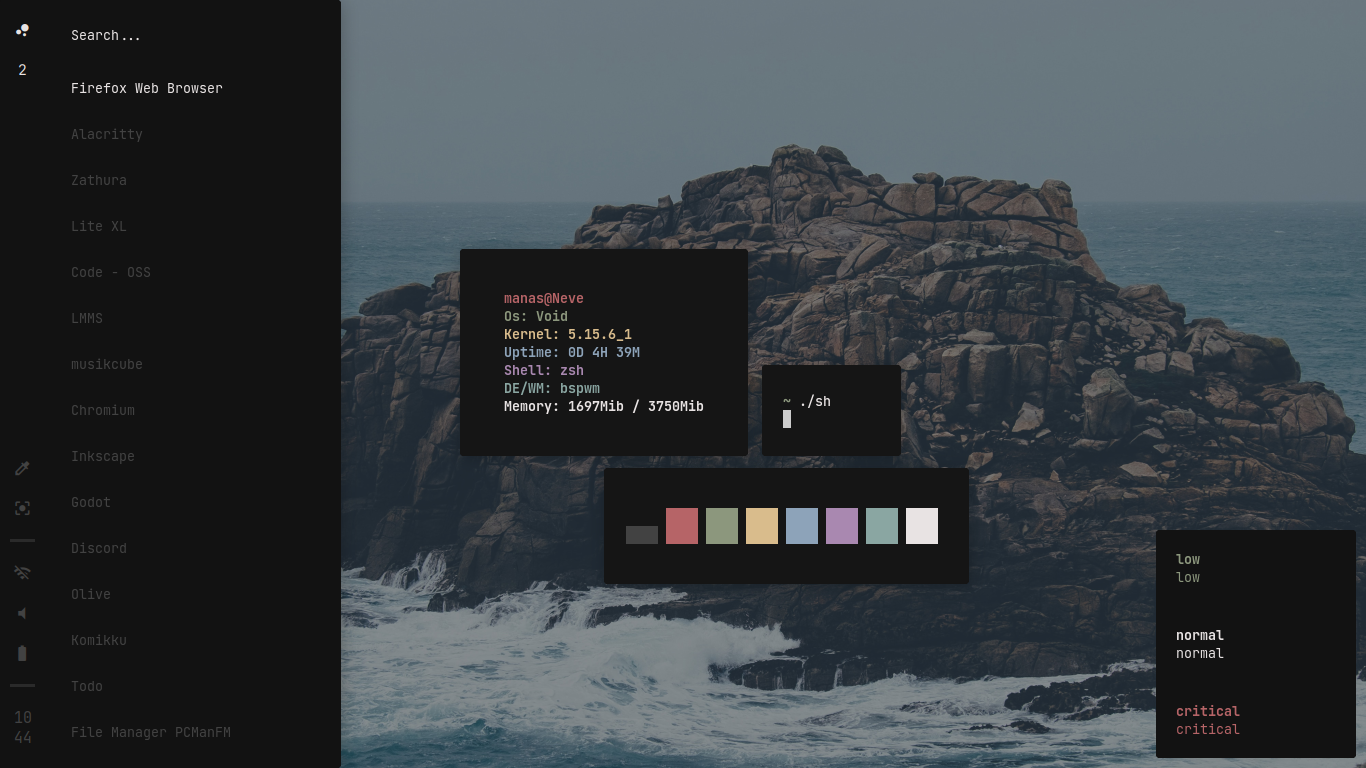 2
10
44
Search...
Firefox Web Browser
Alacritty
Zathura
Lite XL
Code - OSS
LMMS
musikcube
Chromium
Inkscape
Godot
Discord
Olive
Komikku
Todo
File Manager PCManFM
manas@Neve
Os: Void
Kernel: 5.15.6_1
Uptime: 0D 4H 39M
Shell: zsh
DE/WM: bspwm
Memory: 1697Mib / 3750Mib
~ ./sh
low
low
normal
normal
critical
critical